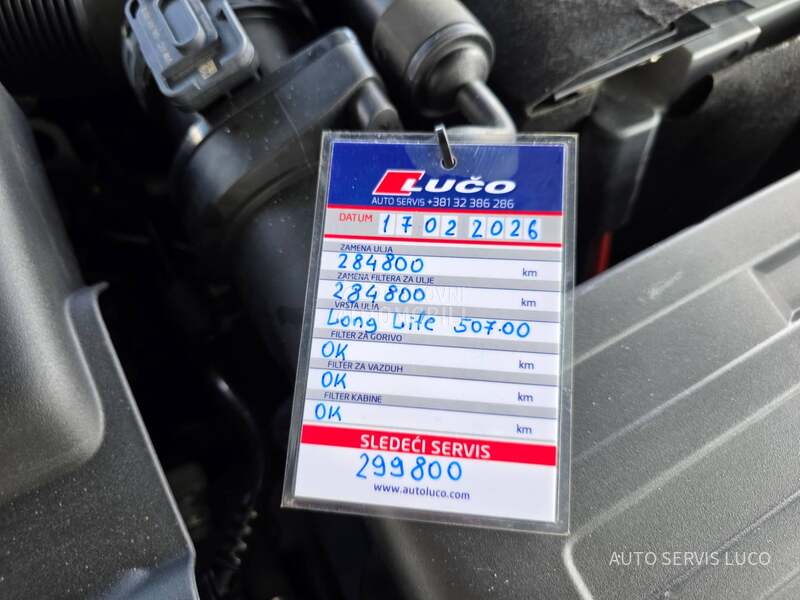 LUČO
AUTO SERVIS +381 32 386 286
DATUM 17 02 2026
ZAMENA ULJA
284800 km
ZAMENA FILTERA ZA ULJE
284800 km
VRSTA ULJA
Long Life 507.00
FILTER ZA GORIVO
OK km
FILTER ZA VAZDUH
OK km
FILTER KABINE
OK km
SLEDEĆI SERVIS
299800
www.autoluco.com
AUTO SERVIS LUCO